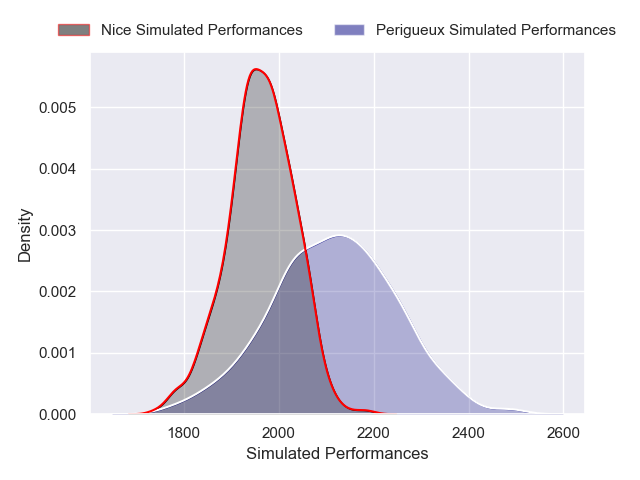 Nice Simulated Performances
Perigueux Simulated Performances
0.005
0.004
0.003
0.002
0.001
0.000
Density
1800
2000
2200
2400
2600
Simulated Performances